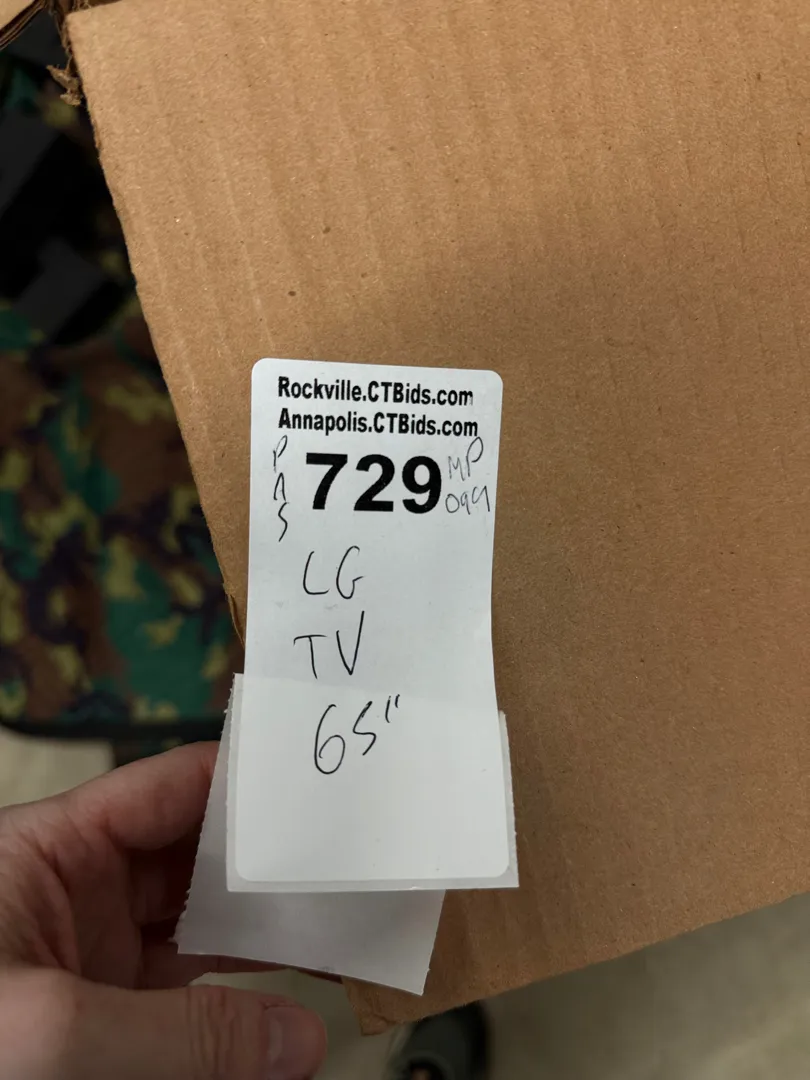 Rockville.CTBids.com
Annapolis.CTBids.com
729
MP
LG
TV
65"